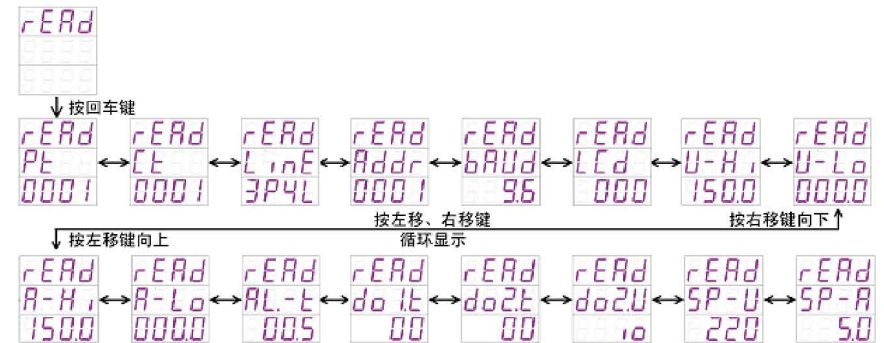 rEAd
按回车键
rEAd rEAd rEAd rEAd rEAd rEAd rEAd rEAd
Pt Ct LinE Addr bAUd LCd U-Hi U-Lo
0001 0001 3P4L 0001 9.6 000 150.0 000.0
按左移、右移键 按右移键向下
按左移键向上 循环显示
rEAd rEAd rEAd rEAd rEAd rEAd rEAd rEAd
A-Hi A-Lo AL.-t do1.t do2.t do2.U SP-U SP-A
150.0 000.0 00.5 00 00 io 220 5.0